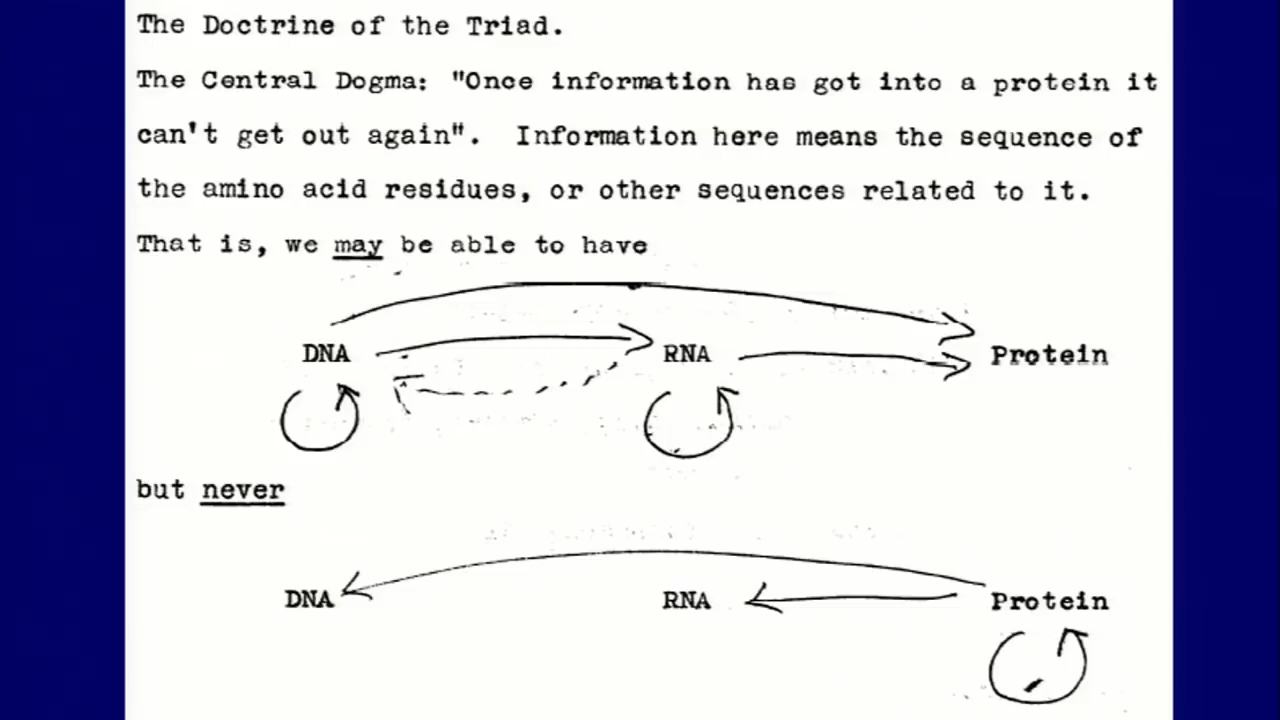 The Doctrine of the Triad.
The Central Dogma: "Once information has got into a protein it
can't get out again". Information here means the sequence of
the amino acid residues, or other sequences related to it.
That is, we may be able to have
DNA RNA Protein
but never
DNA RNA Protein